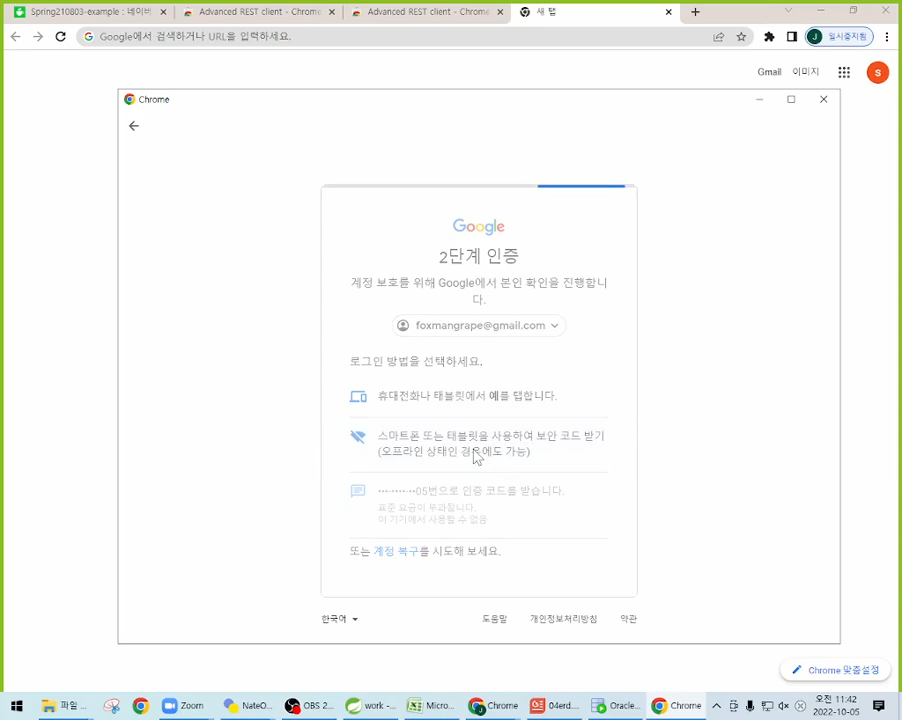 Spring210803-example : 네이버
Advanced REST client - Chrome
Advanced REST client - Chrome
새 탭
Google에서 검색하거나 URL을 입력하세요.
J 일시중지됨
Gmail 이미지 S
Chrome
Google
2단계 인증
계정 보호를 위해 Google에서 본인 확인을 진행합니
다.
foxmangrape@gmail.com
로그인 방법을 선택하세요.
휴대전화나 태블릿에서 예를 탭합니다.
스마트폰 또는 태블릿을 사용하여 보안 코드 받기
(오프라인 상태인 경우에도 가능)
••••••••••05번으로 인증 코드를 받습니다.
표준 요금이 부과됩니다.
이 기기에서 사용할 수 없음
또는 계정 복구를 시도해 보세요.
한국어 도움말 개인정보처리방침 약관
Chrome 맞춤설정
파일 ... Zoom NateO... OBS 2... work -... Micro... Chrome 04erd... Oracle... Chrome
오전 11:42
2022-10-05